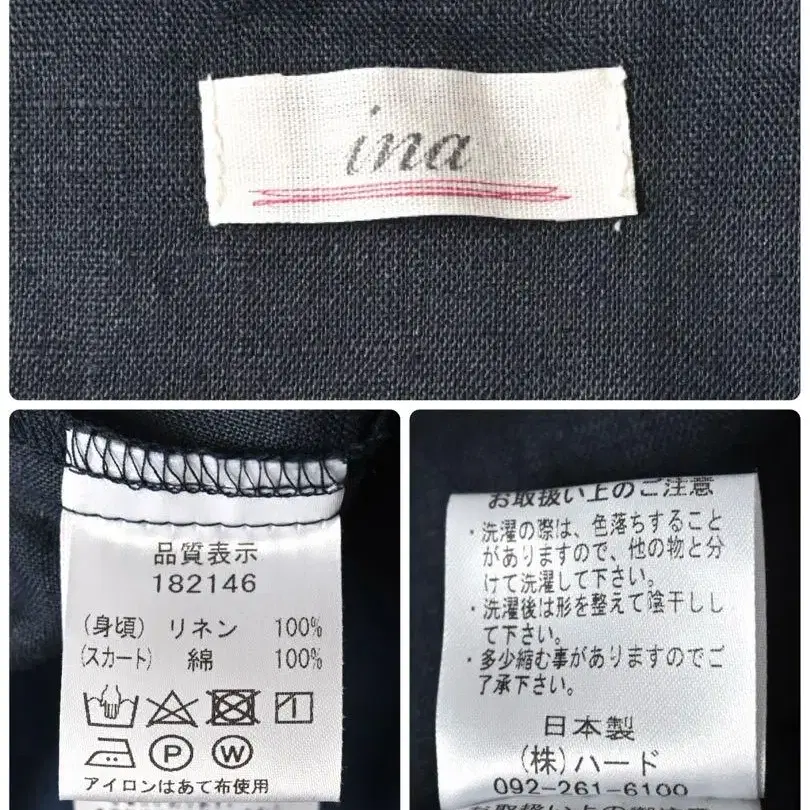 ina
品質表示
182146
(身頃) リネン 100%
(スカート) 綿 100%
P W
アイロンはあて布使用
お取扱い上のご注意
・洗濯の際は、色落ちすること
がありますので、他の物と分
けて洗濯して下さい。
・洗濯後は形を整えて陰干しし
て下さい。
・多少縮む事がありますのでご
了承下さい。
日本製
(株)ハード
092-261-6100